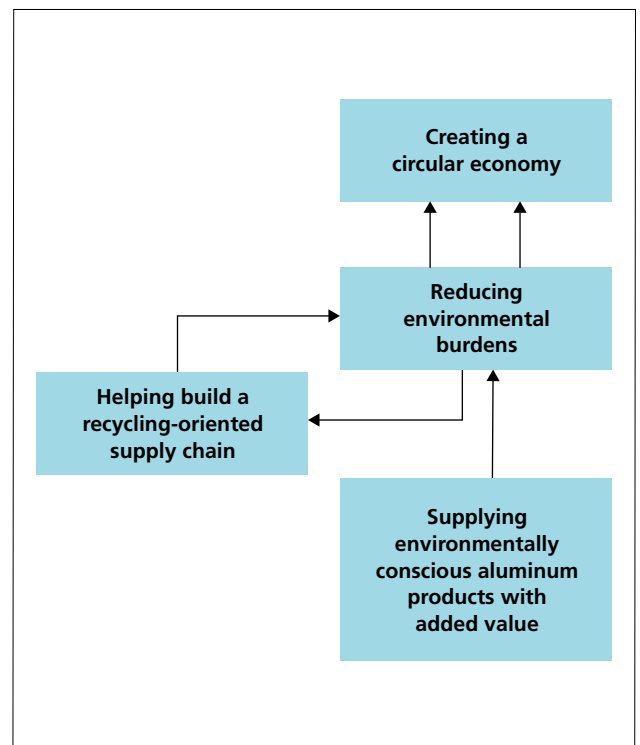 Creating a
circular economy
Reducing
environmental
burdens
Helping build a
recycling-oriented
supply chain
Supplying
environmentally
conscious aluminum
products with
added value